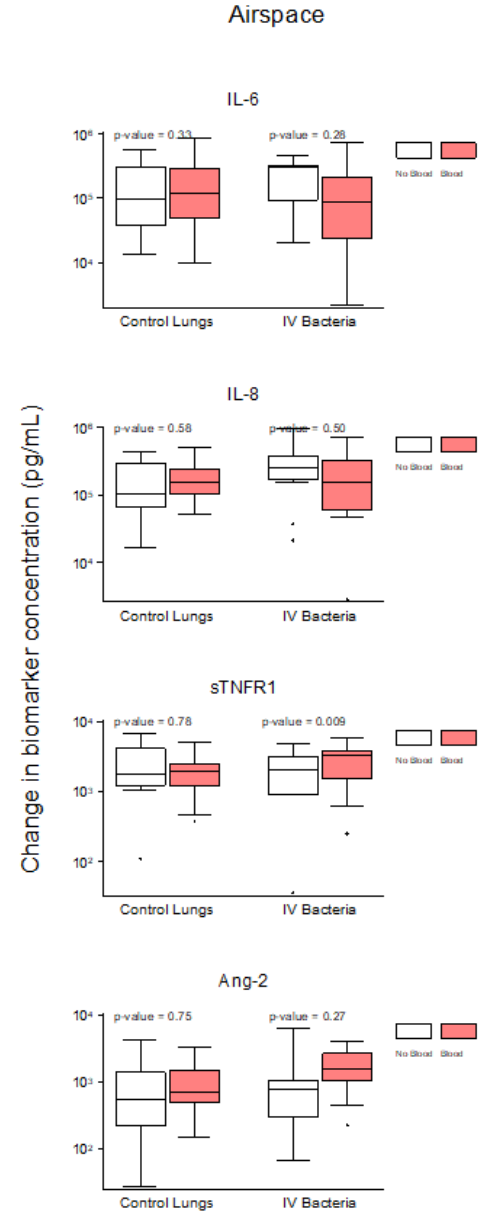 Airspace
Change in biomarker concentration (pg/mL)
IL-6
p-value = 0.33 p-value = 0.28
10⁶
10⁵
10⁴
Control Lungs IV Bacteria
No Blood Blood
IL-8
p-value = 0.58 p-value = 0.50
10⁶
10⁵
10⁴
Control Lungs IV Bacteria
No Blood Blood
sTNFR1
p-value = 0.78 p-value = 0.009
10⁴
10³
10²
Control Lungs IV Bacteria
No Blood Blood
Ang-2
p-value = 0.75 p-value = 0.27
10⁴
10³
10²
Control Lungs IV Bacteria
No Blood Blood